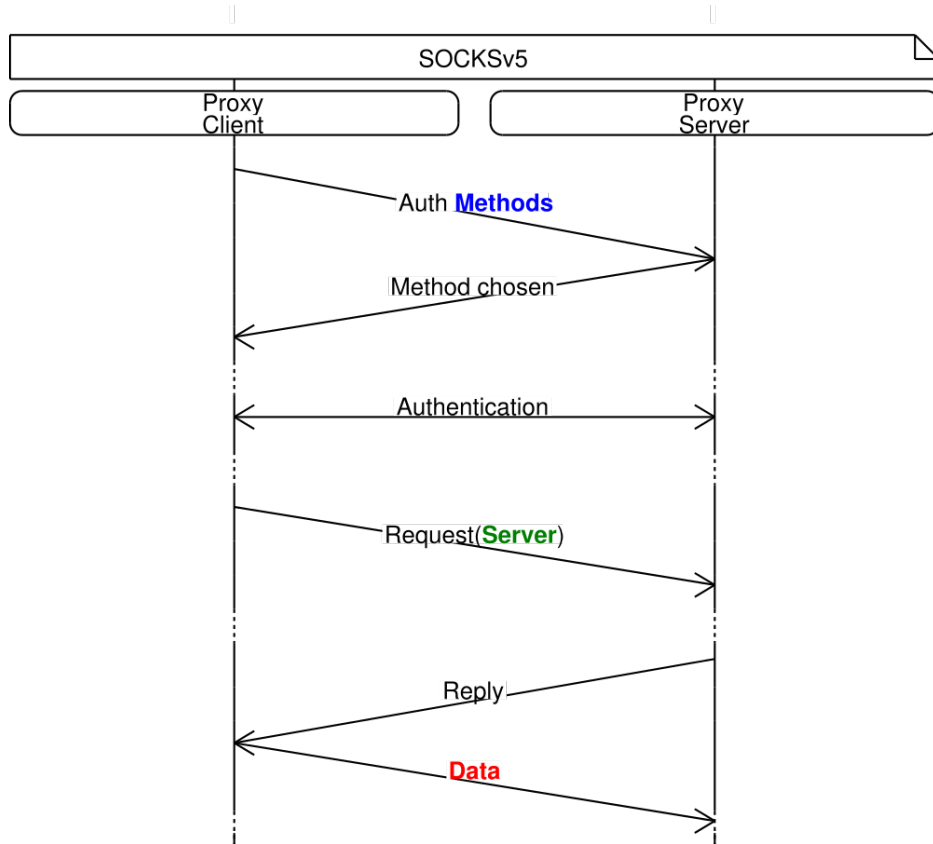 SOCKSv5
Proxy
Client
Proxy
Server
Auth Methods
Method chosen
Authentication
Request(Server)
Reply
Data